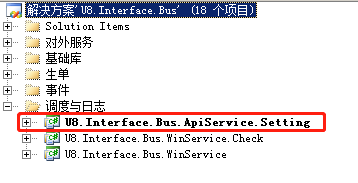 解决方案'U8.Interface.Bus' (18 个项目)
Solution Items
对外服务
基础库
生单
事件
调度与日志
U8.Interface.Bus.ApiService.Setting
U8.Interface.Bus.WinService.Check
U8.Interface.Bus.WinService